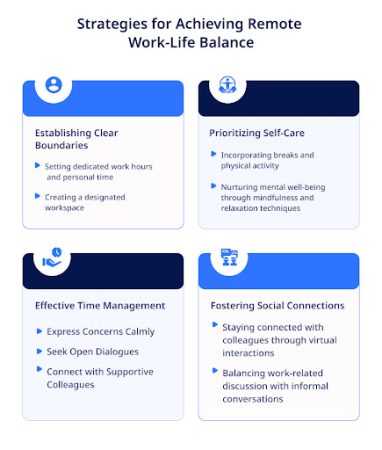 Strategies for Achieving Remote
Work-Life Balance
Establishing Clear
Boundaries
Setting dedicated work hours
and personal time
Creating a designated
workspace
Prioritizing Self-Care
Incorporating breaks and
physical activity
Nurturing mental well-being
through mindfulness and
relaxation techniques
Effective Time Management
Express Concerns Calmly
Seek Open Dialogues
Connect with Supportive
Colleagues
Fostering Social Connections
Staying connected with
colleagues through virtual
interactions
Balancing work-related
discussion with informal
conversations